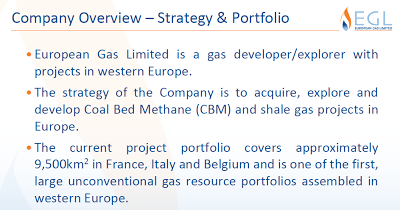 Company Overview – Strategy & Portfolio
EGL
EUROPEAN GAS LIMITED
• European Gas Limited is a gas developer/explorer with
projects in western Europe.
• The strategy of the Company is to acquire, explore and
develop Coal Bed Methane (CBM) and shale gas projects in
Europe.
• The current project portfolio covers approximately
9,500km² in France, Italy and Belgium and is one of the first,
large unconventional gas resource portfolios assembled in
western Europe.